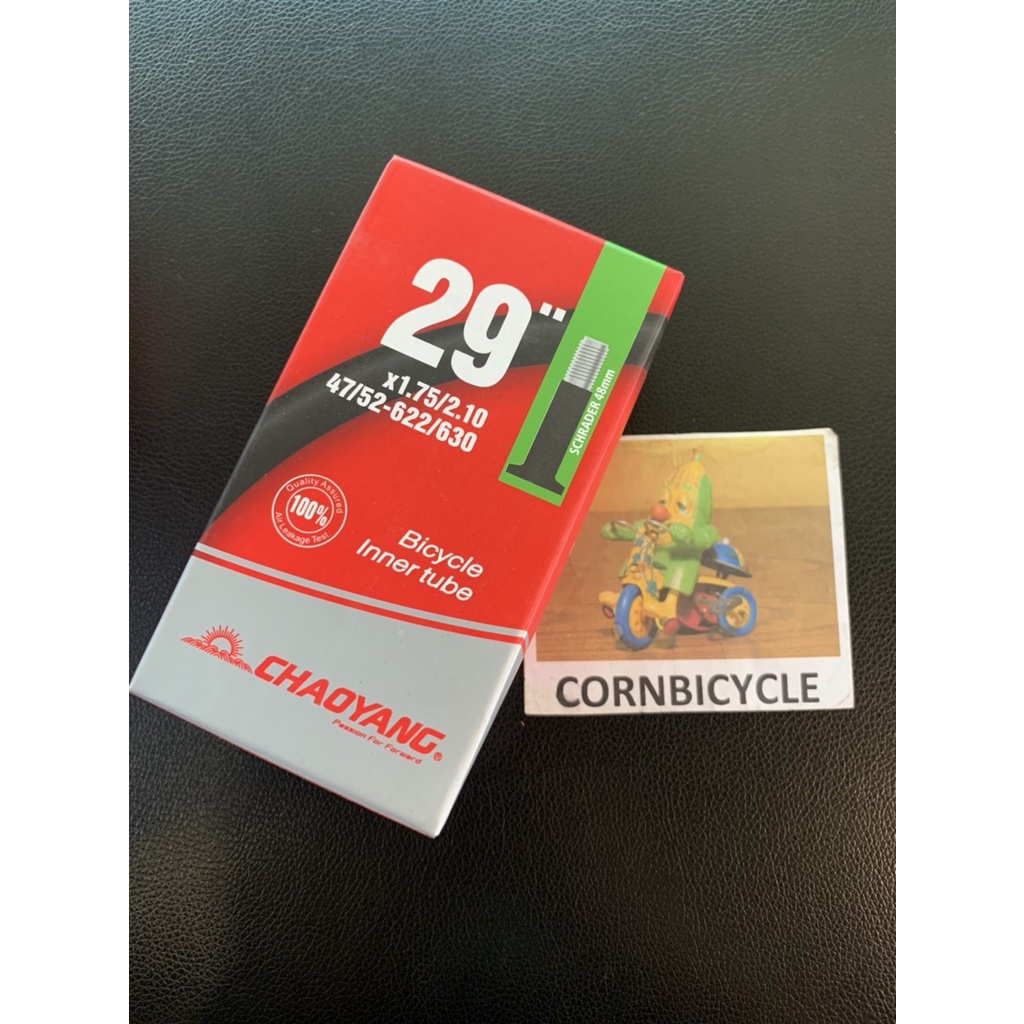 29"
x1.75/2.10
47/52-622/630
SCHRADER 48mm
Quality Assured
100%
Air Leakage Test
Bicycle
Inner tube
CHAOYANG®
Passion For Forward
CORNBICYCLE